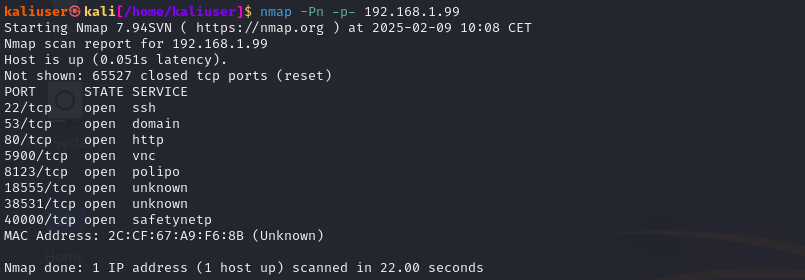 kaliuser㉿kali[/home/kaliuser]$ nmap -Pn -p- 192.168.1.99
Starting Nmap 7.94SVN ( https://nmap.org ) at 2025-02-09 10:08 CET
Nmap scan report for 192.168.1.99
Host is up (0.051s latency).
Not shown: 65527 closed tcp ports (reset)
PORT      STATE SERVICE
22/tcp    open  ssh
53/tcp    open  domain
80/tcp    open  http
5900/tcp  open  vnc
8123/tcp  open  polipo
18555/tcp open  unknown
38531/tcp open  unknown
40000/tcp open  safetynetp
MAC Address: 2C:CF:67:A9:F6:8B (Unknown)

Nmap done: 1 IP address (1 host up) scanned in 22.00 seconds